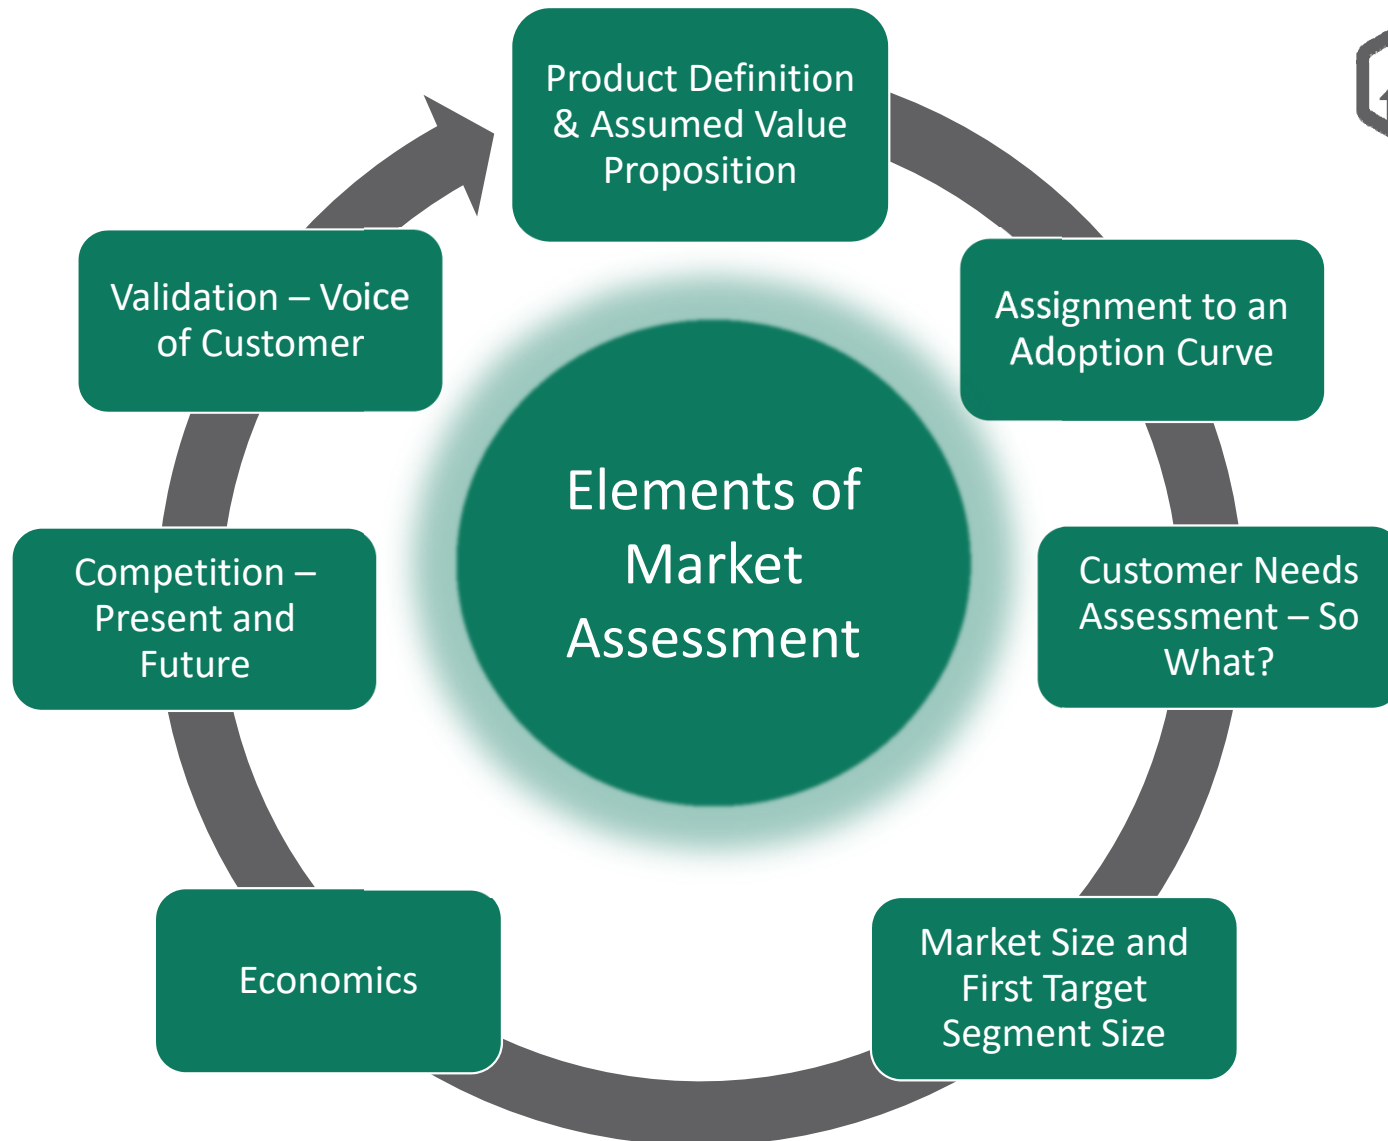 Product Definition
& Assumed Value
Proposition
Assignment to an
Adoption Curve
Customer Needs
Assessment – So
What?
Market Size and
First Target
Segment Size
Economics
Competition –
Present and
Future
Validation – Voice
of Customer
Elements of
Market
Assessment